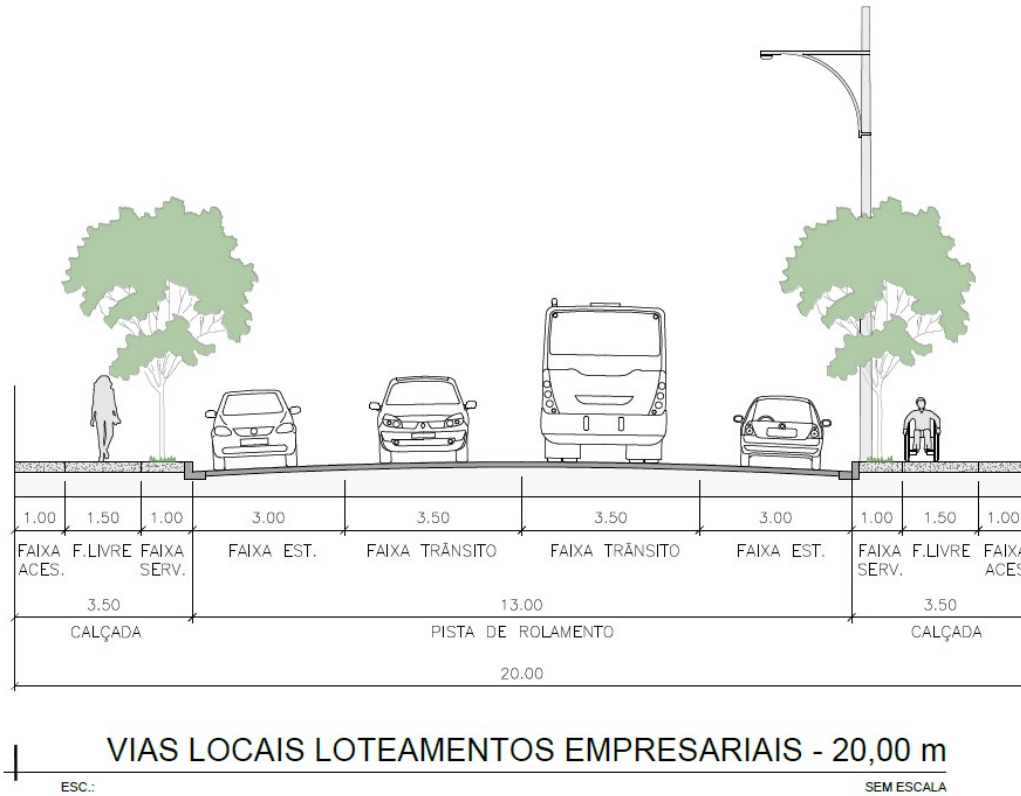 1.00 1.50 1.00 3.00 3.50 3.50 3.00 1.00 1.50 1.00
FAIXA F.LIVRE FAIXA FAIXA EST. FAIXA TRÂNSITO FAIXA TRÂNSITO FAIXA EST. FAIXA F.LIVRE FAIXA
ACES. SERV. SERV. ACES
3.50 13.00 3.50
CALÇADA PISTA DE ROLAMENTO CALÇADA
20.00
VIAS LOCAIS LOTEAMENTOS EMPRESARIAIS - 20,00 m
ESC.: SEM ESCALA